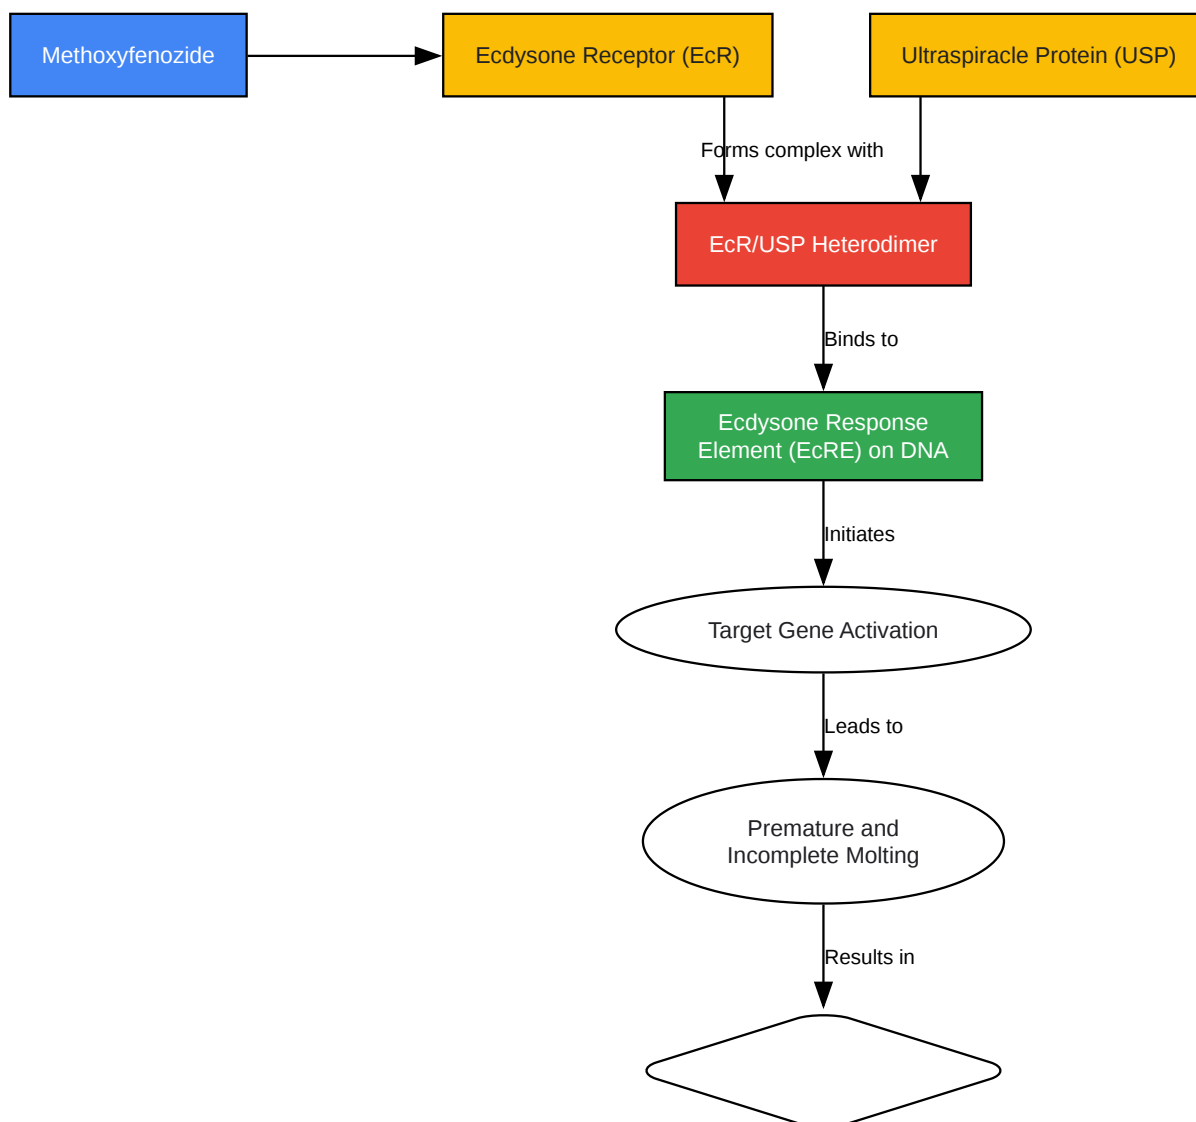 Methoxyfenozide
Ecdysone Receptor (EcR)
Ultraspiracle Protein (USP)
Forms complex with
EcR/USP Heterodimer
Binds to
Ecdysone Response
Element (EcRE) on DNA
Initiates
Target Gene Activation
Leads to
Premature and
Incomplete Molting
Results in